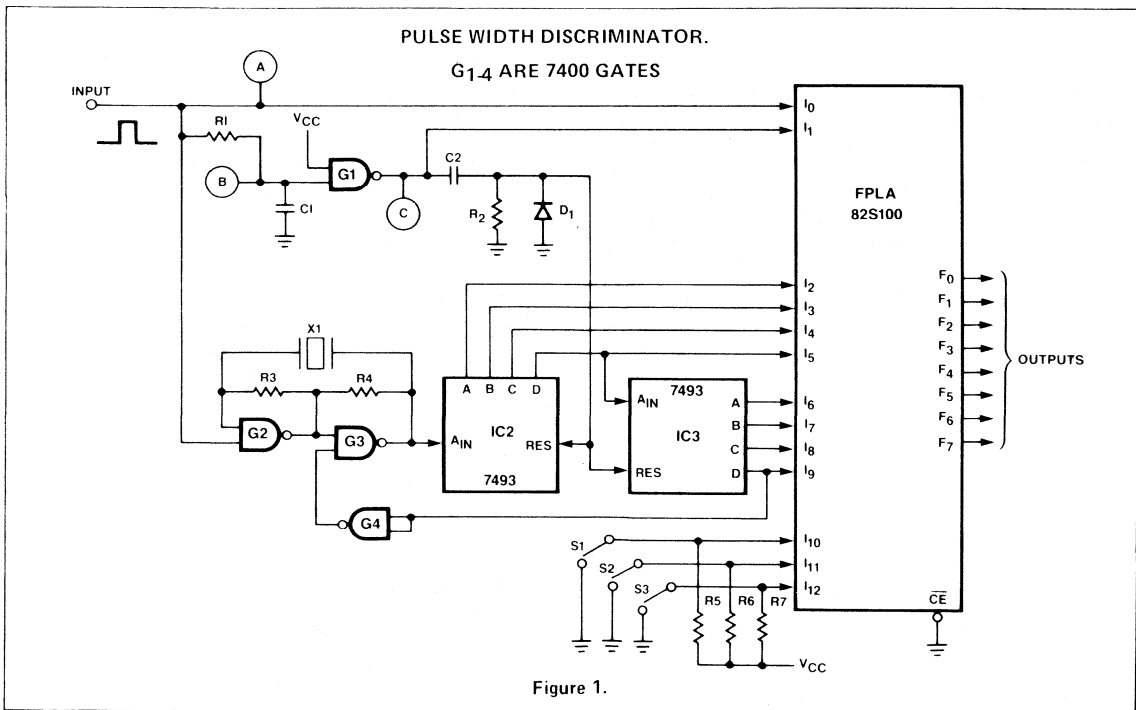 PULSE WIDTH DISCRIMINATOR.
G1-4 ARE 7400 GATES
A
INPUT
R1
VCC
G1
C2
B
C1
C
R2
D1
I0
I1
FPLA
82S100
I2
I3
I4
I5
I6
I7
I8
I9
I10
I11
I12
F0
F1
F2
F3
F4
F5
F6
F7
OUTPUTS
CE
X1
R3
R4
G2
G3
G4
A B C D
AIN
IC2
RES
7493
7493
AIN
A
B
IC3
C
RES
D
S1
S2
S3
R5
R6
R7
VCC
Figure 1.